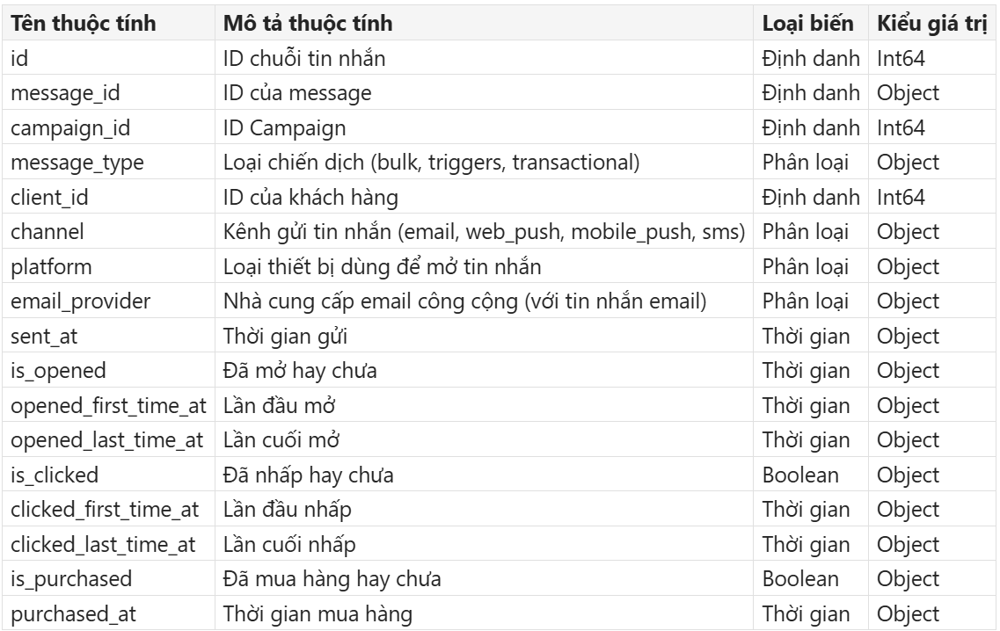 Tên thuộc tính Mô tả thuộc tính Loại biến Kiểu giá trị
id ID chuỗi tin nhắn Định danh Int64
message_id ID của message Định danh Object
campaign_id ID Campaign Định danh Int64
message_type Loại chiến dịch (bulk, triggers, transactional) Phân loại Object
client_id ID của khách hàng Định danh Int64
channel Kênh gửi tin nhắn (email, web_push, mobile_push, sms) Phân loại Object
platform Loại thiết bị dùng để mở tin nhắn Phân loại Object
email_provider Nhà cung cấp email công cộng (với tin nhắn email) Phân loại Object
sent_at Thời gian gửi Thời gian Object
is_opened Đã mở hay chưa Thời gian Object
opened_first_time_at Lần đầu mở Thời gian Object
opened_last_time_at Lần cuối mở Thời gian Object
is_clicked Đã nhấp hay chưa Boolean Object
clicked_first_time_at Lần đầu nhấp Thời gian Object
clicked_last_time_at Lần cuối nhấp Thời gian Object
is_purchased Đã mua hàng hay chưa Boolean Object
purchased_at Thời gian mua hàng Thời gian Object